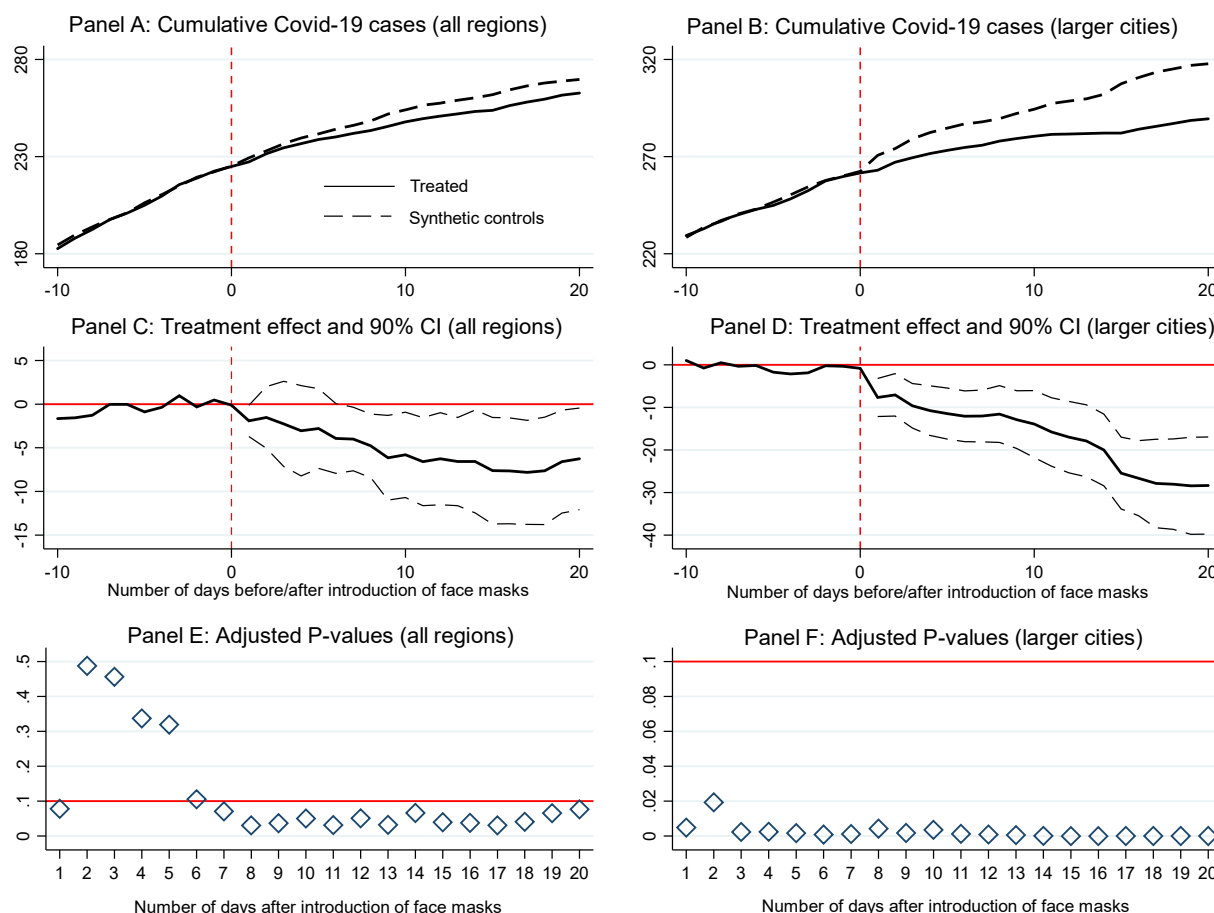 Panel A: Cumulative Covid-19 cases (all regions)
280
230
180
Treated
Synthetic controls
-10 0 10 20
Panel B: Cumulative Covid-19 cases (larger cities)
320
270
220
-10 0 10 20
Panel C: Treatment effect and 90% CI (all regions)
5
0
-5
-10
-15
-10 0 10 20
Number of days before/after introduction of face masks
Panel D: Treatment effect and 90% CI (larger cities)
0
-10
-20
-30
-40
-10 0 10 20
Number of days before/after introduction of face masks
Panel E: Adjusted P-values (all regions)
.5
.4
.3
.2
.1
0
1 2 3 4 5 6 7 8 9 10 11 12 13 14 15 16 17 18 19 20
Number of days after introduction of face masks
Panel F: Adjusted P-values (larger cities)
.1
.08
.06
.04
.02
0
1 2 3 4 5 6 7 8 9 10 11 12 13 14 15 16 17 18 19 20
Number of days after introduction of face masks